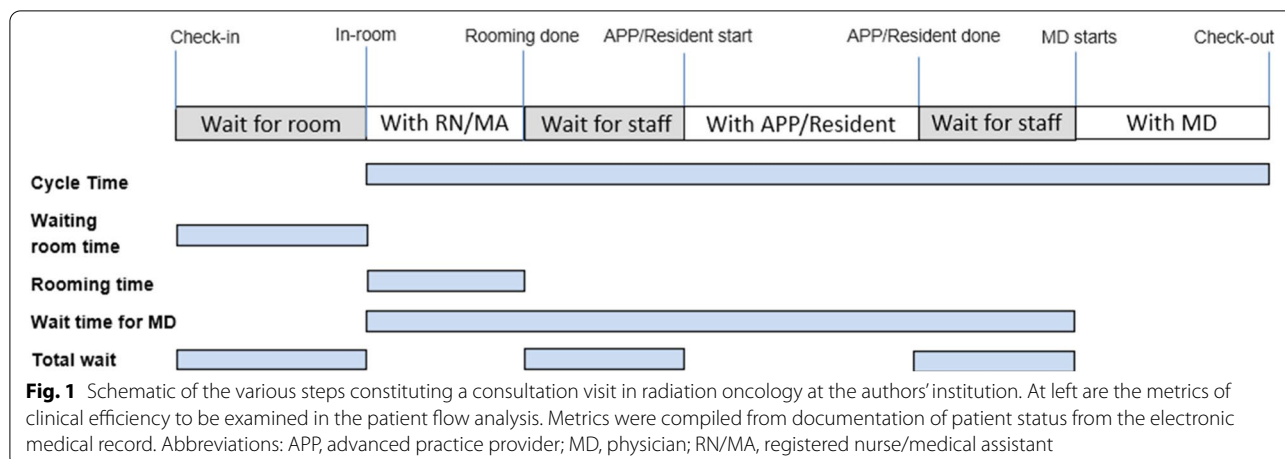 Check-in In-room Rooming done APP/Resident start APP/Resident done MD starts Check-out
Wait for room With RN/MA Wait for staff With APP/Resident Wait for staff With MD
Cycle Time
Waiting
room time
Rooming time
Wait time for MD
Total wait
Fig. 1 Schematic of the various steps constituting a consultation visit in radiation oncology at the authors' institution. At left are the metrics of
clinical efficiency to be examined in the patient flow analysis. Metrics were compiled from documentation of patient status from the electronic
medical record. Abbreviations: APP, advanced practice provider; MD, physician; RN/MA, registered nurse/medical assistant